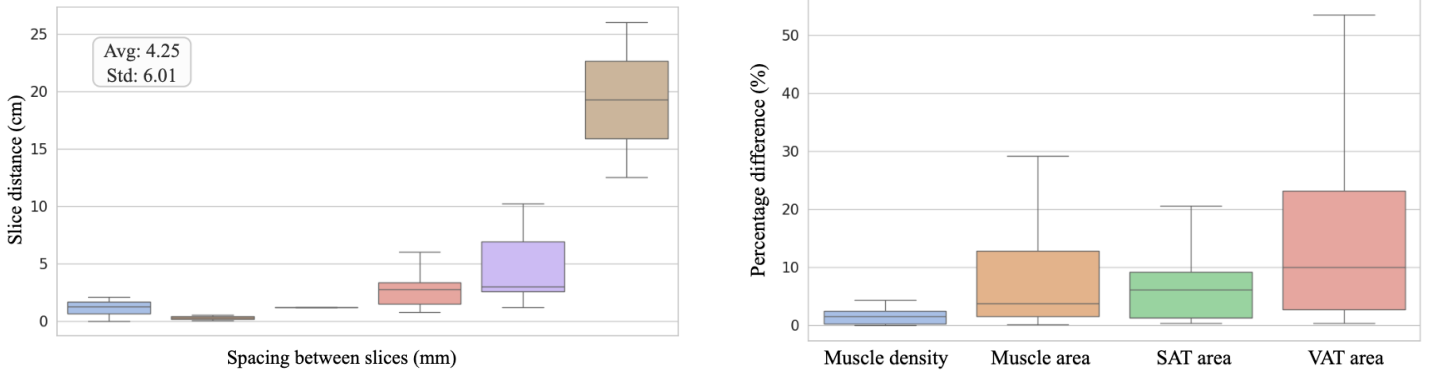 Slice distance (cm)
25
20
15
10
5
0
Avg: 4.25
Std: 6.01
Spacing between slices (mm)
Percentage difference (%)
50
40
30
20
10
0
Muscle density
Muscle area
SAT area
VAT area